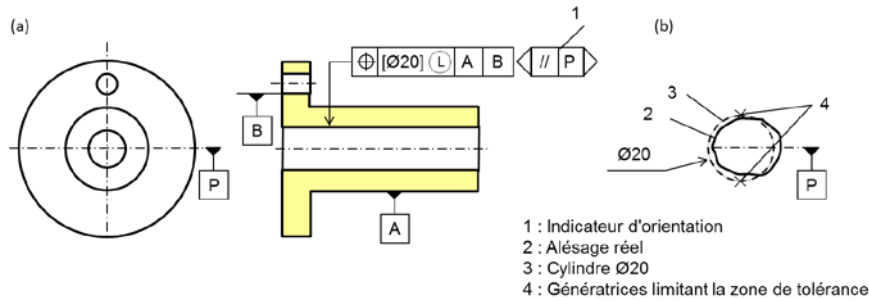 (a)
1
(b)
⌖ [Ø20] Ⓛ A B // P
B
P
A
3
2
4
Ø20
P
1 : Indicateur d'orientation
2 : Alésage réel
3 : Cylindre Ø20
4 : Génératrices limitant la zone de tolérance